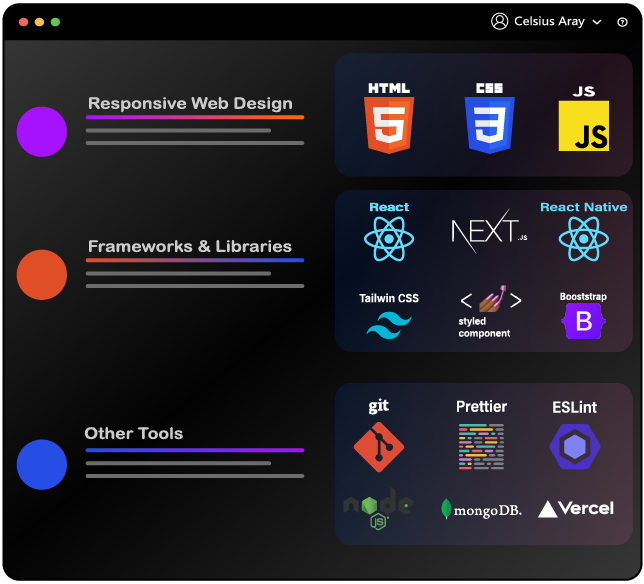 Celsius Aray
?
Responsive Web Design
HTML
5
CSS
3
JS
JS
Frameworks & Libraries
React
NEXT.JS
React Native
Tailwin CSS
< >
styled
component
Booststrap
B
Other Tools
git
Prettier
ESLint
node
JS
mongoDB.
Vercel